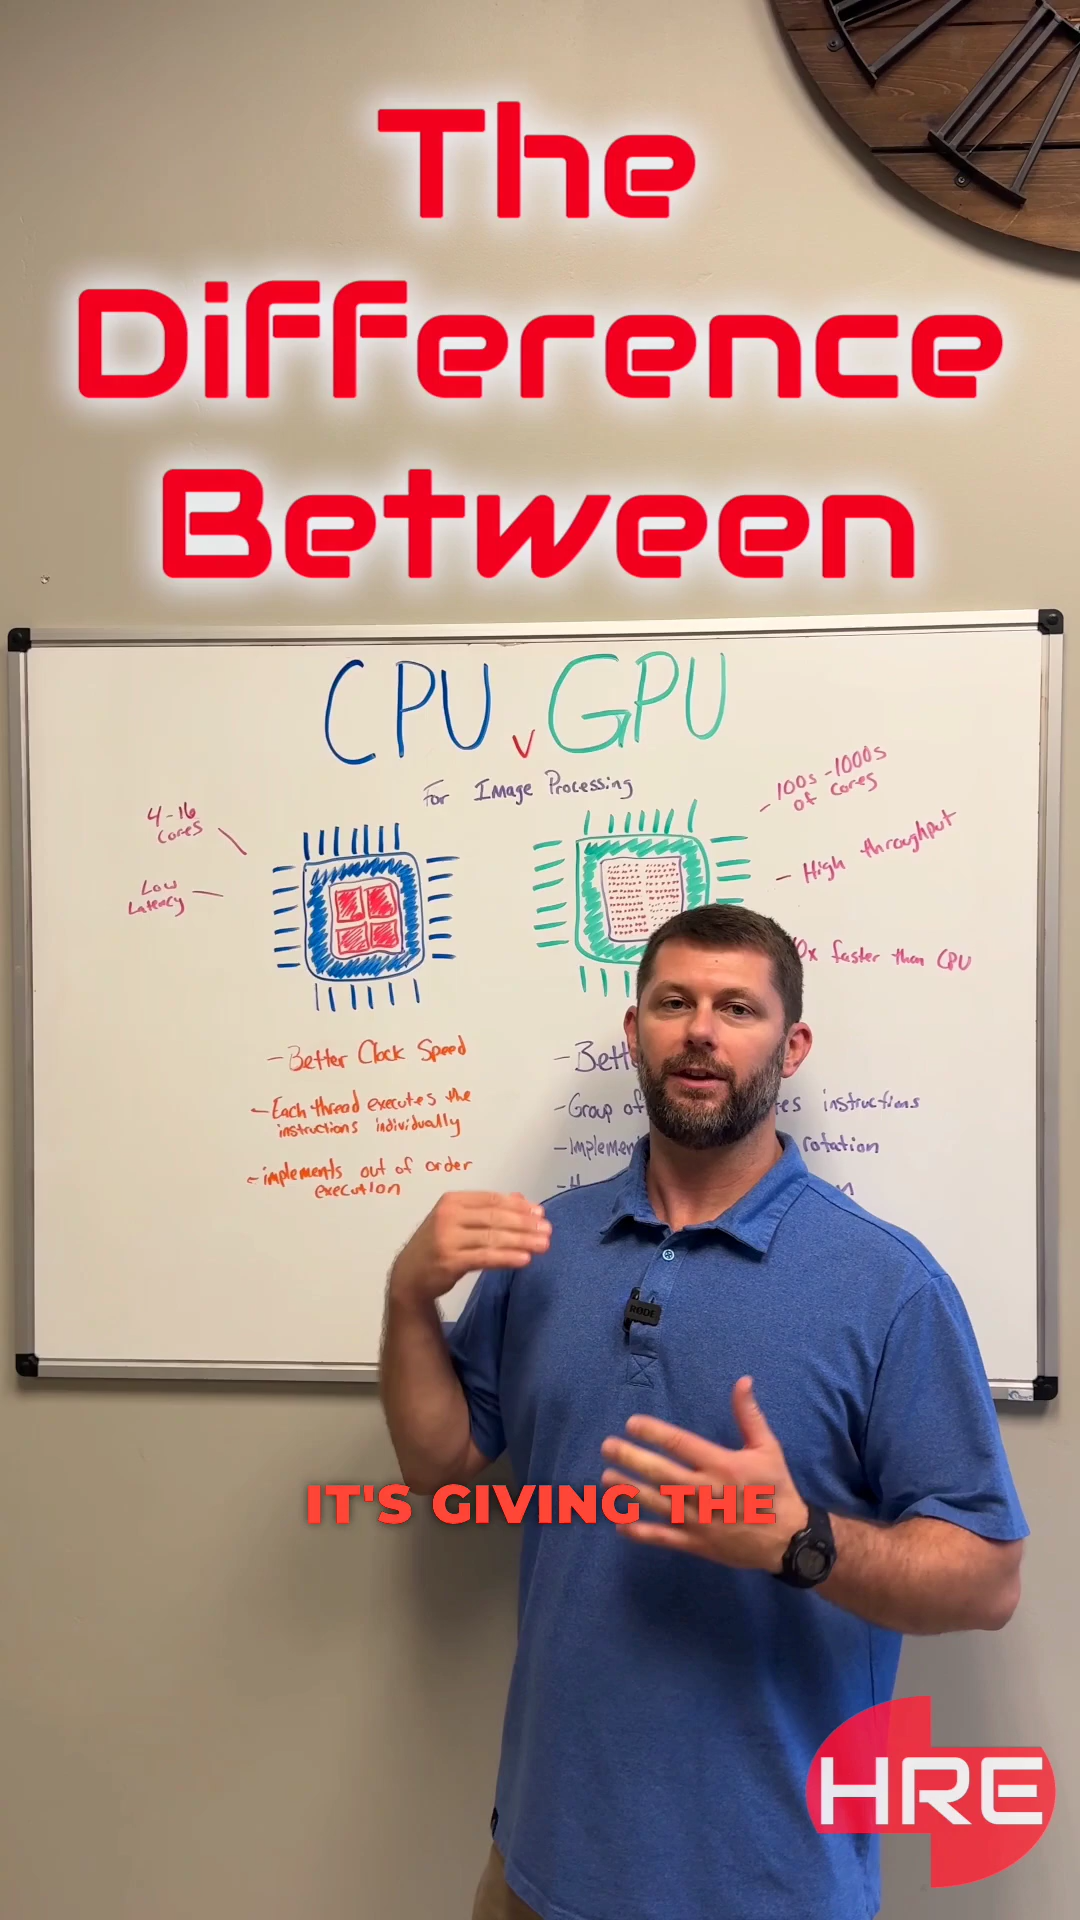 The
Difference
Between
CPU v GPU
For Image Processing
4-16
cores
Low
Latency
100s-1000s
of cores
High throughput
0x faster than CPU
- Better Clock Speed
- Each thread executes the
instructions individually
- implements out of order
execution
- Bett
- Group of es instructions
- Implemen rotation
RODE
IT'S GIVING THE
HRE